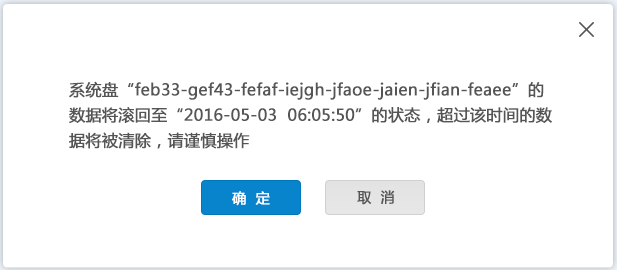 系统盘“feb33-gef43-fefaf-iejgh-jfaoe-jaien-jfian-feaee”的
数据将滚回至“2016-05-03 06:05:50”的状态，超过该时间的数
据将被清除，请谨慎操作
确 定 取 消